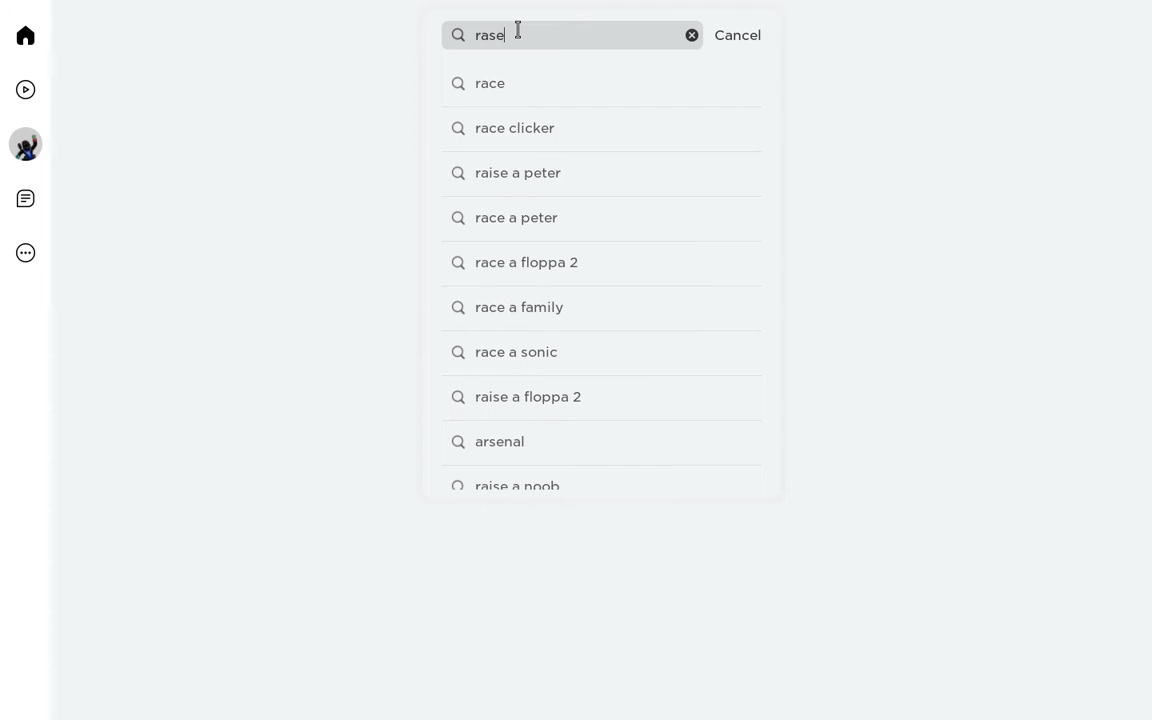 rase
Cancel
race
race clicker
raise a peter
race a peter
race a floppa 2
race a family
race a sonic
raise a floppa 2
arsenal
raise a noob